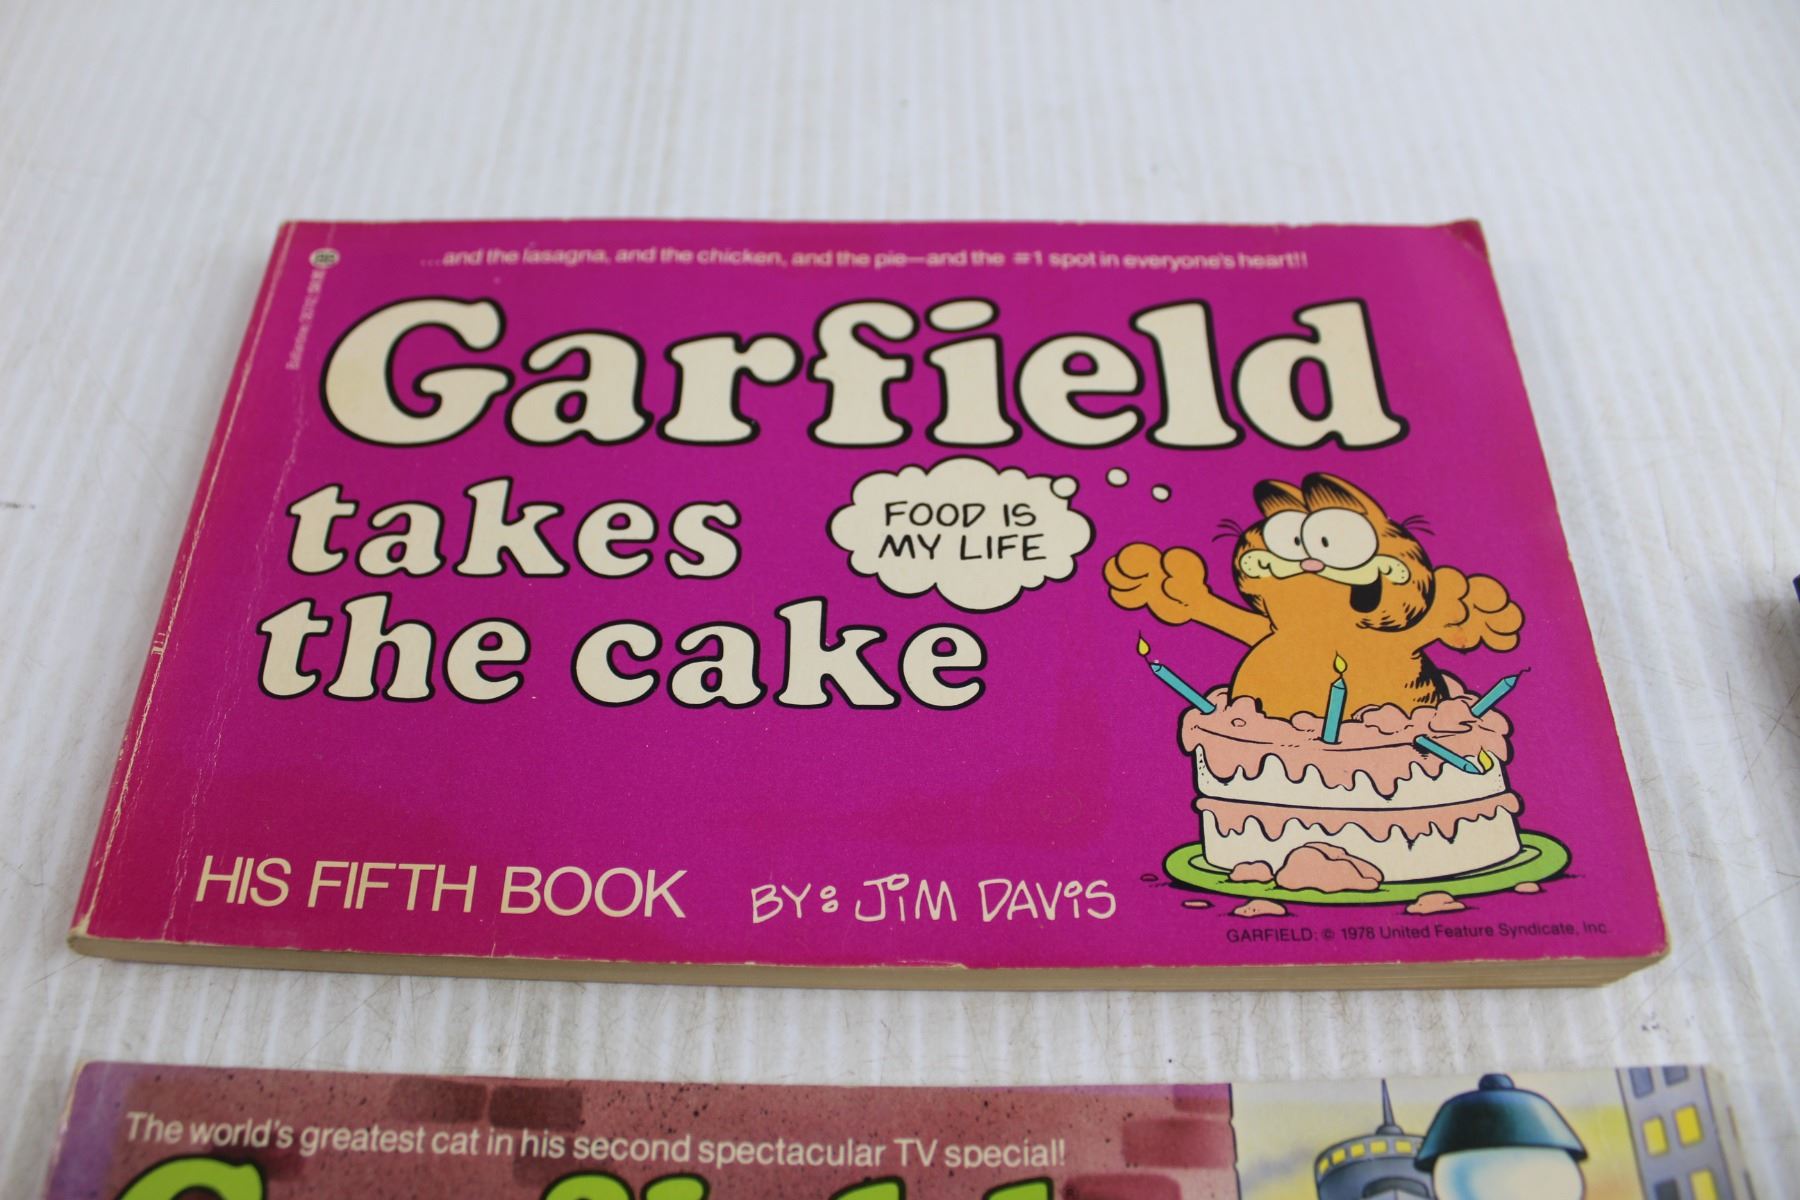 ...and the lasagna, and the chicken, and the pie—and the #1 spot in everyone's heart!!
Garfield
takes
the cake
FOOD IS
MY LIFE
HIS FIFTH BOOK
BY: JIM DAVIS
GARFIELD: © 1978 United Feature Syndicate, Inc.
The world's greatest cat in his second spectacular TV special!